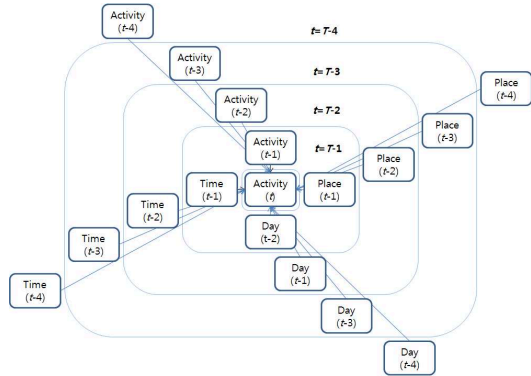 Activity
(t-4)
t= T-4
Activity
(t-3)
t= T-3
Place
(t-4)
Activity
(t-2)
t= T-2
Place
(t-3)
Activity
(t-1)
t= T-1
Place
(t-2)
Time
(t-1)
Activity
(t)
Place
(t-1)
Time
(t-2)
Day
(t-2)
Time
(t-3)
Day
(t-1)
Time
(t-4)
Day
(t-3)
Day
(t-4)